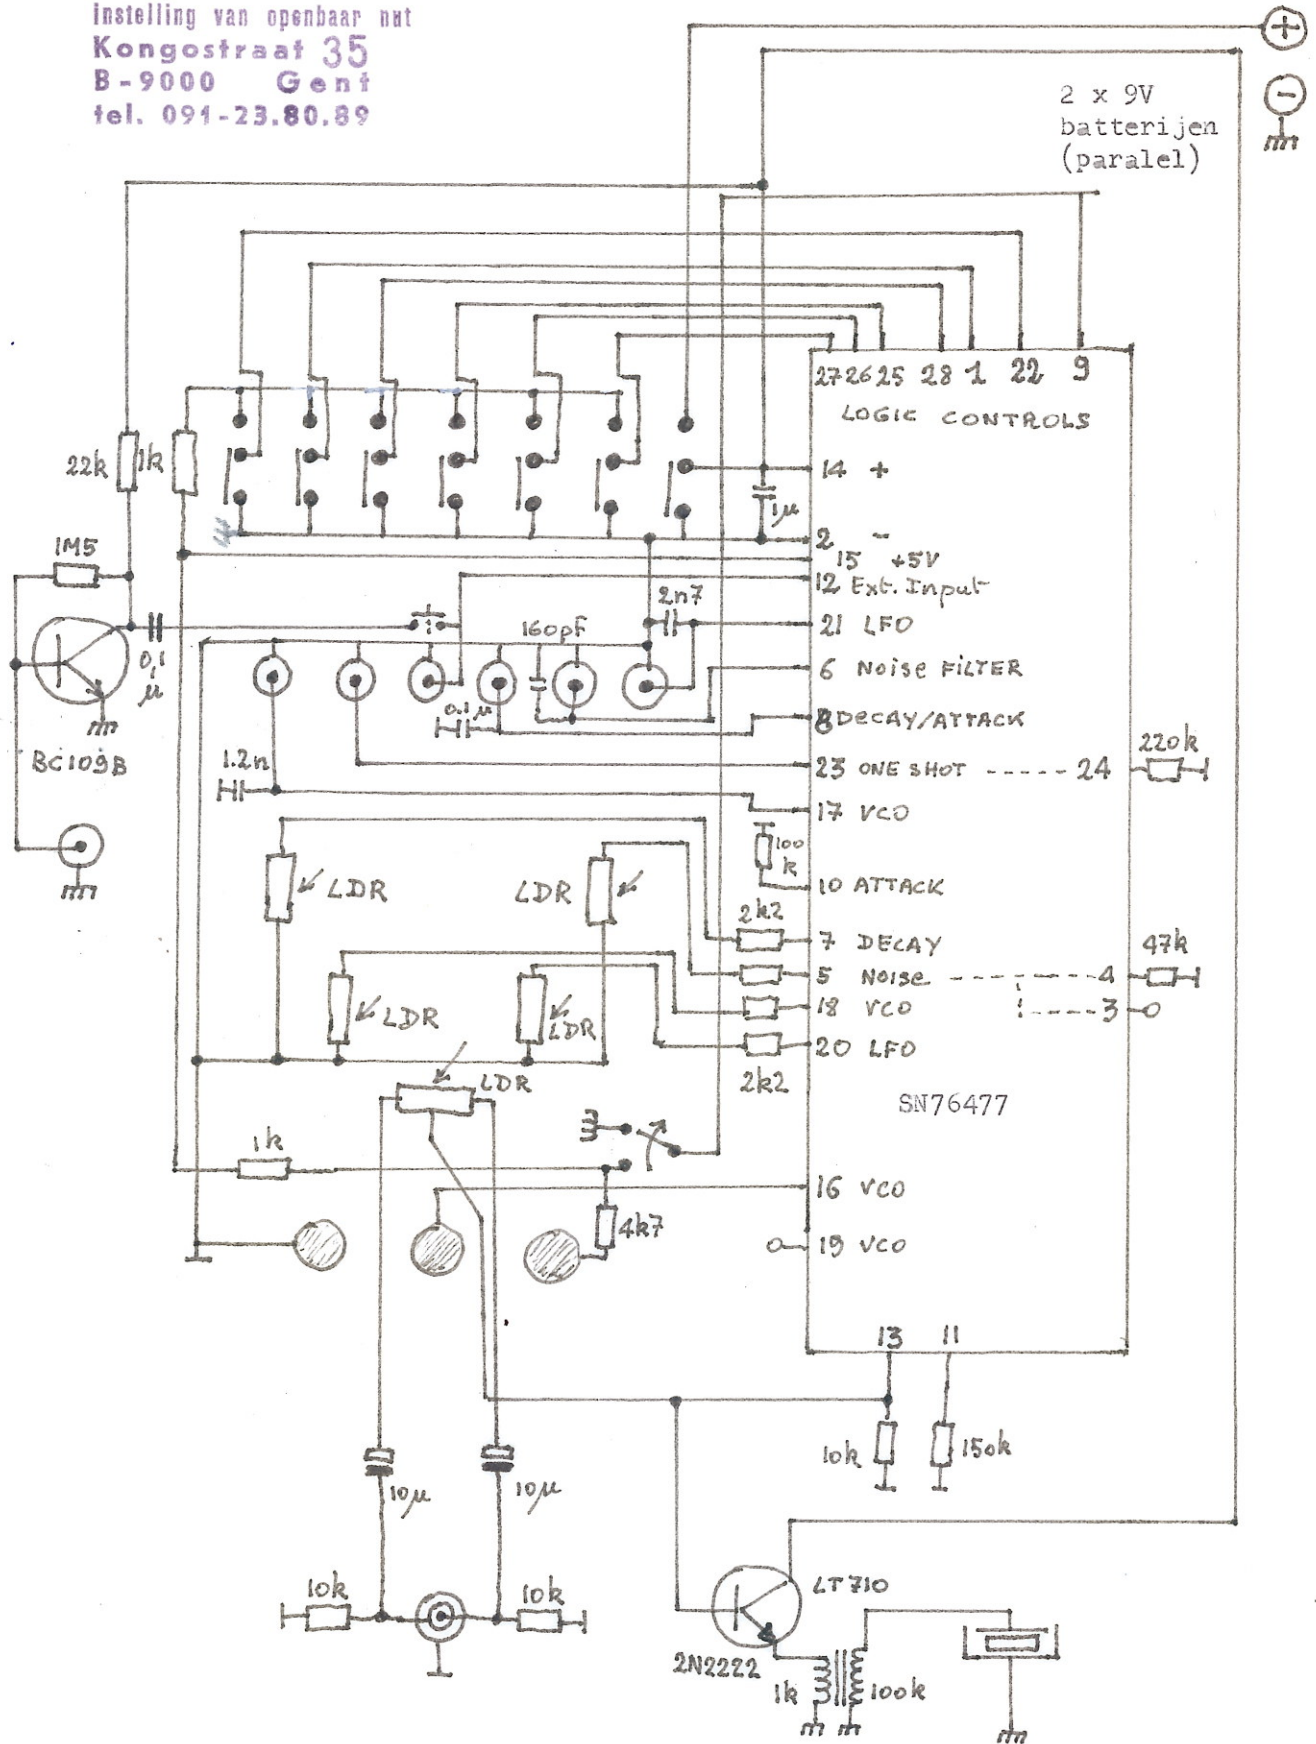 instelling van openbaar nut
Kongostraat 35
B-9000 Gent
tel. 091-23.80.89
+
-
2 x 9V
batterijen
(paralel)
27 26 25 28 1 22 9
LOGIC CONTROLS
22k
1k
14 +
1µ
2 -
15 +5V
1M5
12 Ext. Input
2n7
21 LFO
160pF
0,1
µ
6 NOISE FILTER
0.1µ
8 DECAY/ATTACK
BC109B
1.2n
23 ONE SHOT ----- 24
220k
17 VCO
100
k
10 ATTACK
LDR
LDR
2k2
7 DECAY
47k
5 NOISE ----- 4
LDR
LDR
18 VCO
3
20 LFO
2k2
LDR
SN76477
1k
16 VCO
4k7
19 VCO
13 11
10k
150k
10µ
10µ
10k
10k
LT710
2N2222
1k
100k